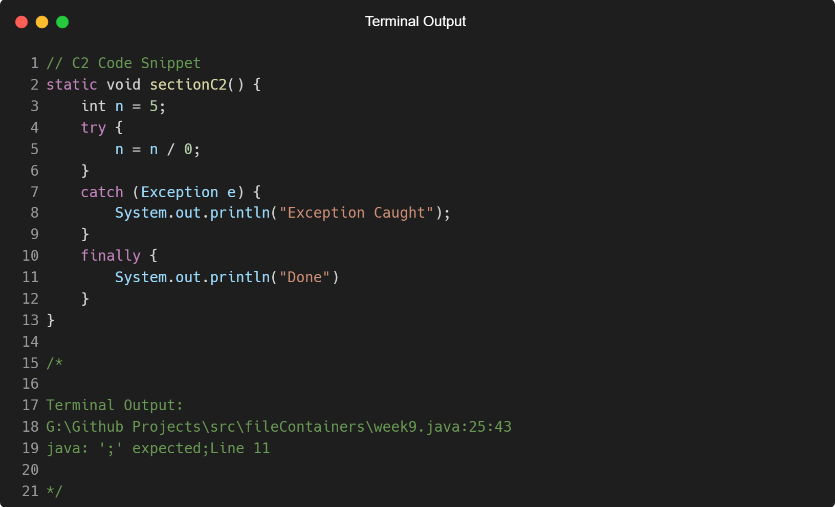 Terminal Output
1 // C2 Code Snippet
2 static void sectionC2() {
3     int n = 5;
4     try {
5         n = n / 0;
6     }
7     catch (Exception e) {
8         System.out.println("Exception Caught");
9     }
10     finally {
11         System.out.println("Done")
12     }
13 }
14
15 /*
16
17 Terminal Output:
18 G:\Github Projects\src\fileContainers\week9.java:25:43
19 java: ';' expected;Line 11
20
21 */